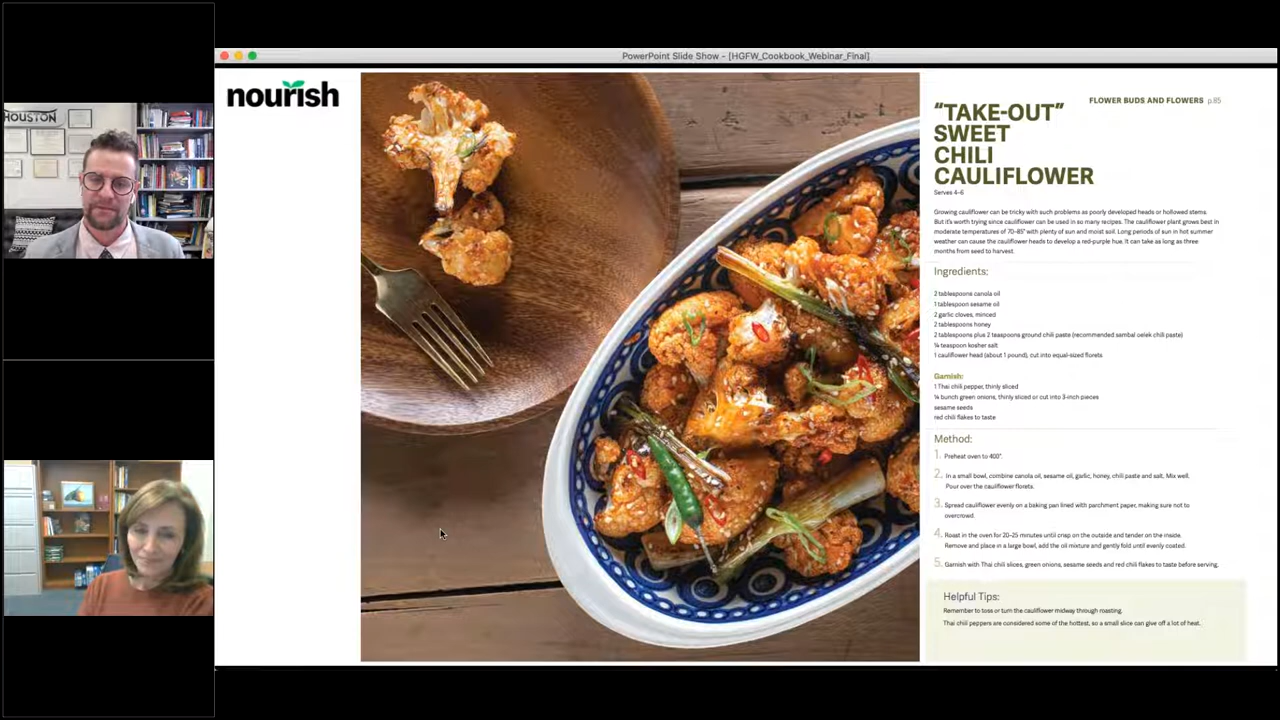 PowerPoint Slide Show - [HGFW_Cookbook_Webinar_Final]
HOUSTON
nourish
FLOWER BUDS AND FLOWERS p.85
“TAKE-OUT”
SWEET
CHILI
CAULIFLOWER
Serves 4–6
Growing cauliflower can be tricky with such problems as poorly developed heads or hollowed stems.
But it's worth trying since cauliflower can be used in so many recipes. The cauliflower plant grows best in
moderate temperatures of 70–85° with plenty of sun and moist soil. Long periods of sun in hot summer
weather can cause the cauliflower heads to develop a red-purple hue. It can take as long as three
months from seed to harvest.
Ingredients:
2 tablespoons canola oil
1 tablespoon sesame oil
2 garlic cloves, minced
2 tablespoons honey
2 tablespoons plus 2 teaspoons ground chili paste (recommended sambal oelek chili paste)
teaspoon kosher salt
1 cauliflower head (about 1 pound), cut into equal-sized florets
Garnish:
1 Thai chili pepper, thinly sliced
bunch green onions, thinly sliced or cut into 3-inch pieces
sesame seeds
red chili flakes to taste
Method:
1. Preheat oven to 400°.
2. In a small bowl, combine canola oil, sesame oil, garlic, honey, chili paste and salt. Mix well.
Pour over the cauliflower florets.
3. Spread cauliflower evenly on a baking pan lined with parchment paper, making sure not to
overcrowd.
4. Roast in the oven for 20–25 minutes until crisp on the outside and tender on the inside.
Remove and place in a large bowl, add the oil mixture and gently fold until evenly coated.
5. Garnish with Thai chili slices, green onions, sesame seeds and red chili flakes to taste before serving.
Helpful Tips:
Remember to toss or turn the cauliflower midway through roasting.
Thai chili peppers are considered some of the hottest, so a small slice can give off a lot of heat.